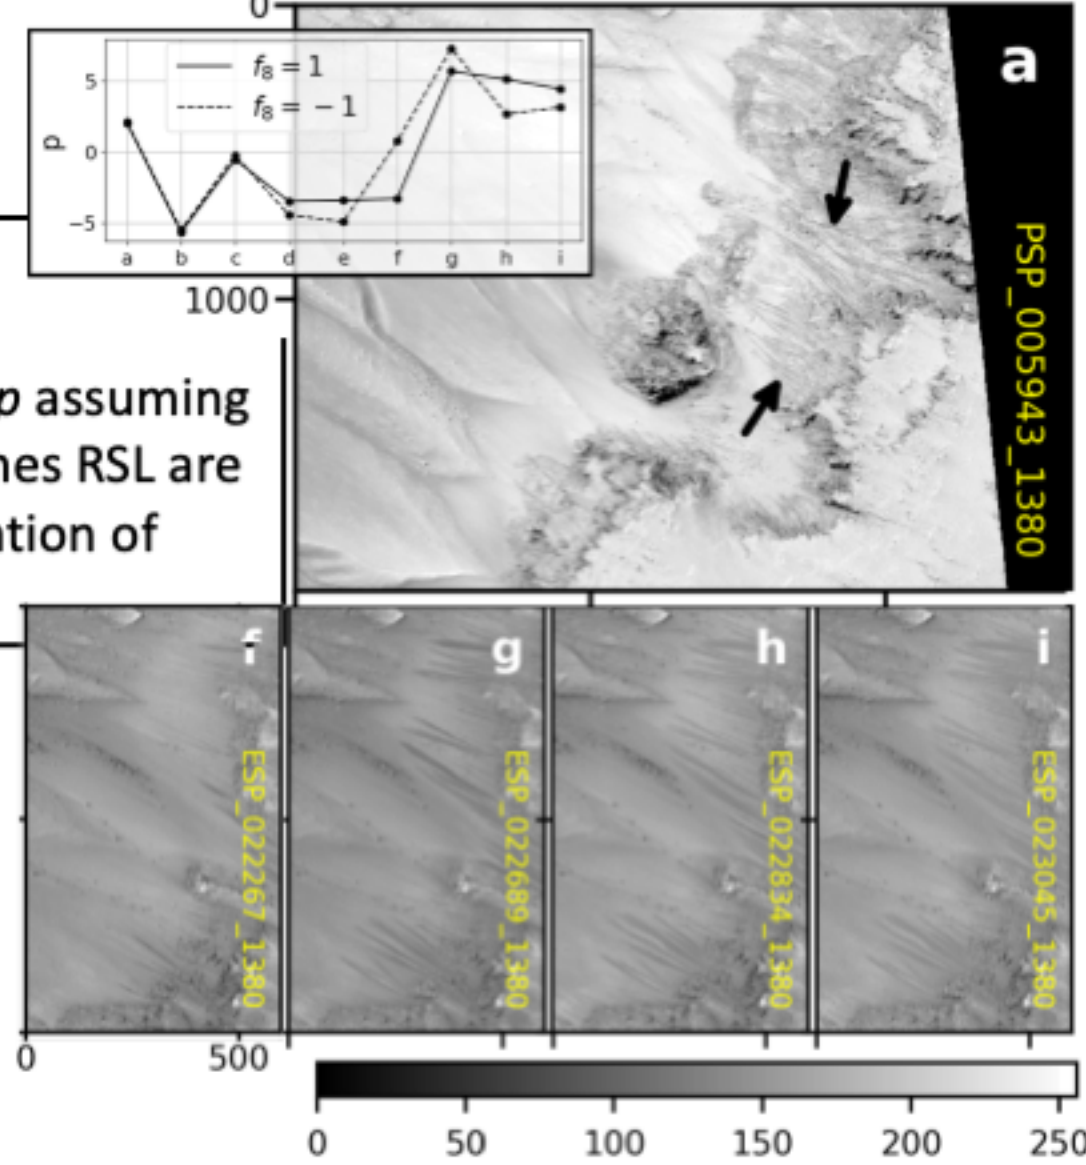 0
a
f₈ = 1
f₈ = −1
p
5
0
−5
a b c d e f g h i
1000
PSP_005943_1380
p assuming
nes RSL are
ation of
f
g
h
i
ESP_022267_1380
ESP_022689_1380
ESP_022834_1380
ESP_023045_1380
0 500
0 50 100 150 200 250